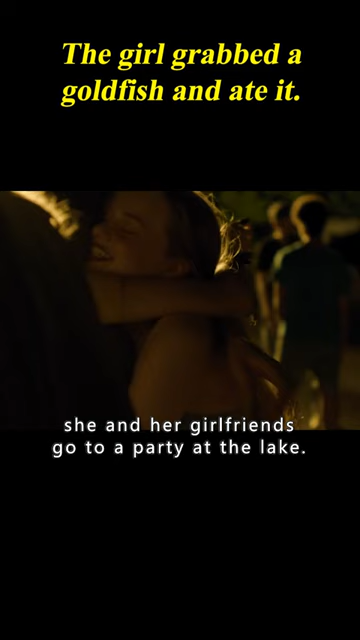 The girl grabbed a
goldfish and ate it.
she and her girlfriends
go to a party at the lake.